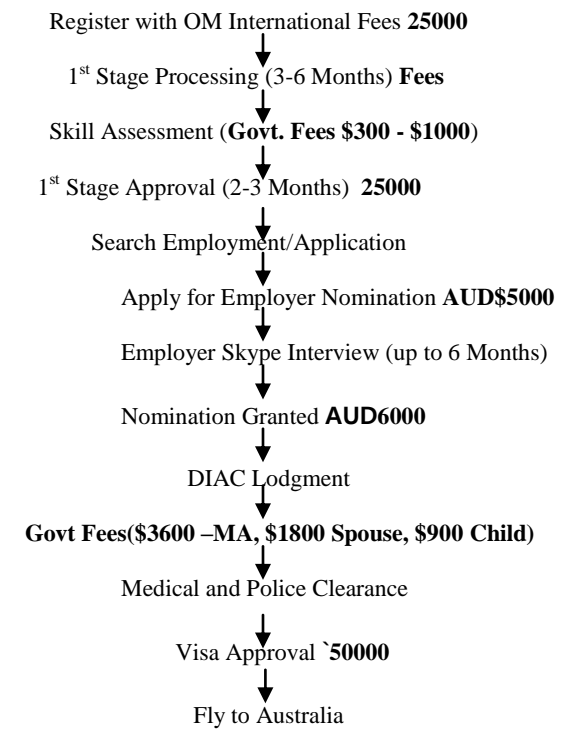 Register with OM International Fees 25000
1st Stage Processing (3-6 Months) Fees
Skill Assessment (Govt. Fees $300 - $1000)
1st Stage Approval (2-3 Months) 25000
Search Employment/Application
Apply for Employer Nomination AUD$5000
Employer Skype Interview (up to 6 Months)
Nomination Granted AUD6000
DIAC Lodgment
Govt Fees($3600 –MA, $1800 Spouse, $900 Child)
Medical and Police Clearance
Visa Approval `50000
Fly to Australia